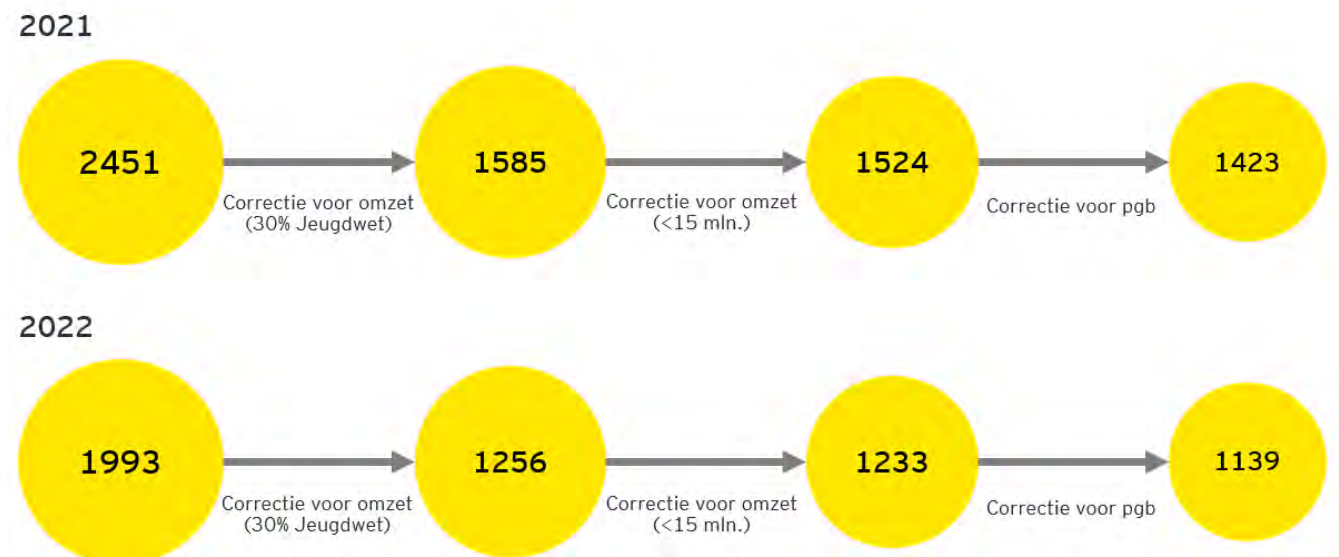 2021
2451
1585
1524
1423
Correctie voor omzet
(30% Jeugdwet)
Correctie voor omzet
(<15 mln.)
Correctie voor pgb
2022
1993
1256
1233
1139
Correctie voor omzet
(30% Jeugdwet)
Correctie voor omzet
(<15 mln.)
Correctie voor pgb